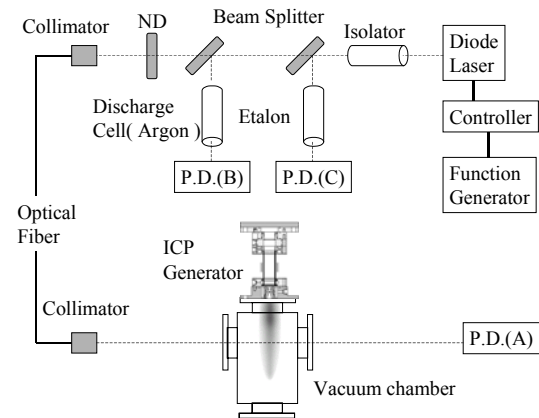 Collimator
ND
Beam Splitter
Isolator
Diode
Laser
Discharge
Cell( Argon )
Etalon
Controller
P.D.(B)
P.D.(C)
Function
Generator
Optical
Fiber
ICP
Generator
Collimator
P.D.(A)
Vacuum chamber